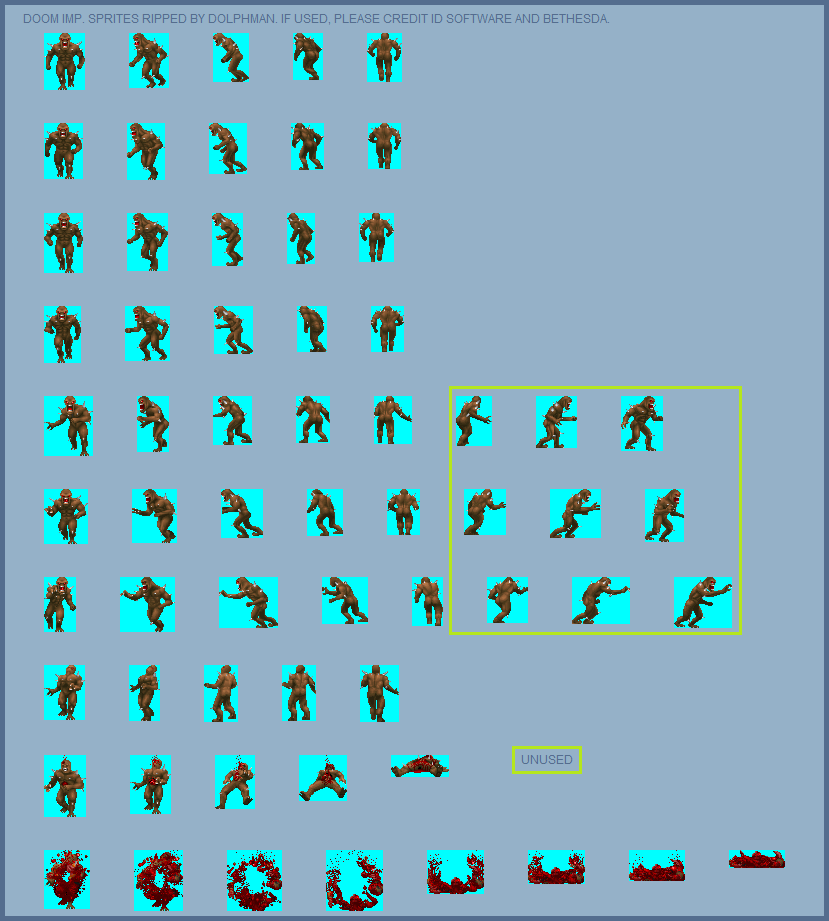 DOOM IMP. SPRITES RIPPED BY DOLPHMAN. IF USED, PLEASE CREDIT ID SOFTWARE AND BETHESDA.
UNUSED